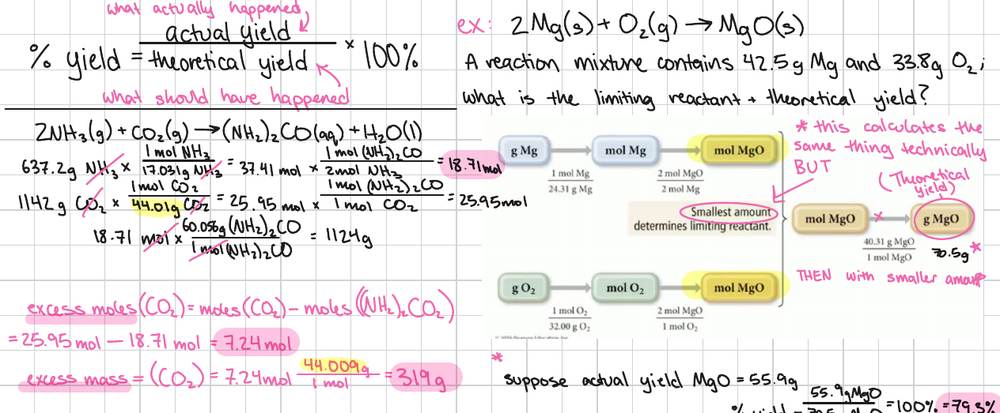 what actually happened
% yield = actual yield / theoretical yield × 100%
what should have happened
2NH₃(g) + CO₂(g) → (NH₂)₂CO(aq) + H₂O(l)
637.2g NH₃ × 1 mol NH₃ / 17.031g NH₃ = 37.41 mol × 1 mol (NH₂)₂CO / 2 mol NH₃ = 18.71 mol
1142 g CO₂ × 1 mol CO₂ / 44.01g CO₂ = 25.95 mol × 1 mol (NH₂)₂CO / 1 mol CO₂ = 25.95 mol
18.71 mol × 60.056g (NH₂)₂CO / 1 mol (NH₂)₂CO = 1124g
excess moles (CO₂) = moles (CO₂) - moles ((NH₂)₂CO₂)
= 25.95 mol - 18.71 mol = 7.24 mol
excess mass = (CO₂) = 7.24 mol 44.009g / 1 mol = 319g
ex: 2Mg(s) + O₂(g) → MgO(s)
A reaction mixture contains 42.5g Mg and 33.8g O₂;
what is the limiting reactant + theoretical yield?
* this calculates the
same thing technically
BUT
g Mg
mol Mg
mol MgO
1 mol Mg / 24.31 g Mg
2 mol MgO / 2 mol Mg
Smallest amount
determines limiting reactant.
(Theoretical
yield)
mol MgO
g MgO
40.31 g MgO / 1 mol MgO
70.5g *
THEN with smaller amount
g O₂
mol O₂
mol MgO
1 mol O₂ / 32.00 g O₂
2 mol MgO / 1 mol O₂
*
suppose actual yield MgO = 55.9g
55.9g MgO
= 100% = 79.3%